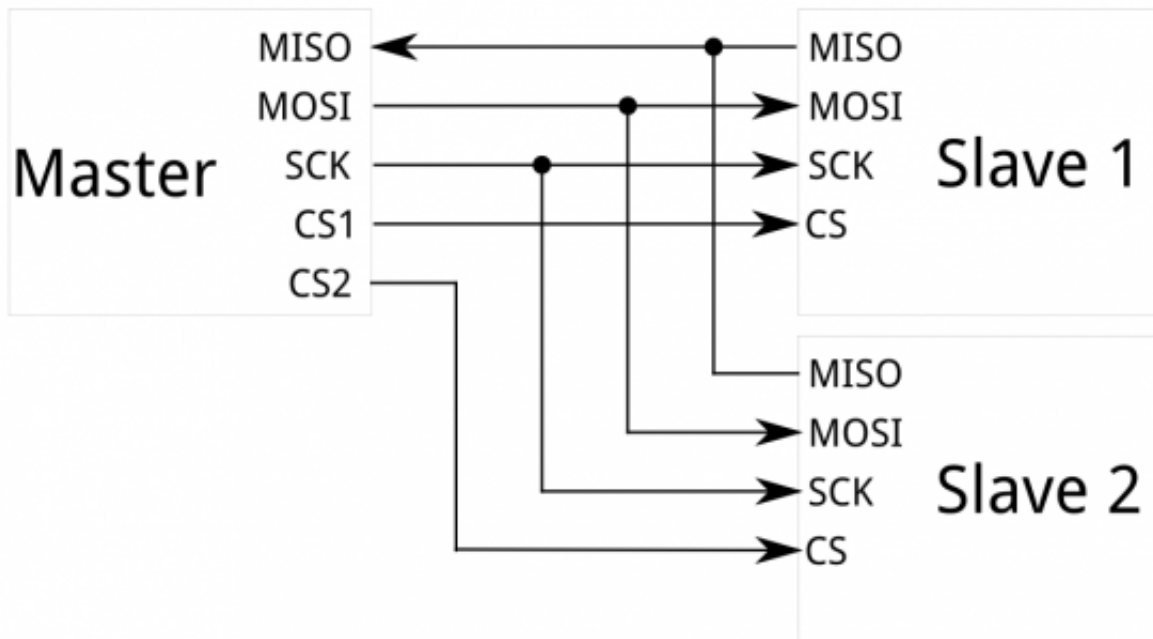 MISO
MOSI
Master
SCK
CS1
CS2
MISO
MOSI
SCK
Slave 1
CS
MISO
MOSI
SCK
Slave 2
CS